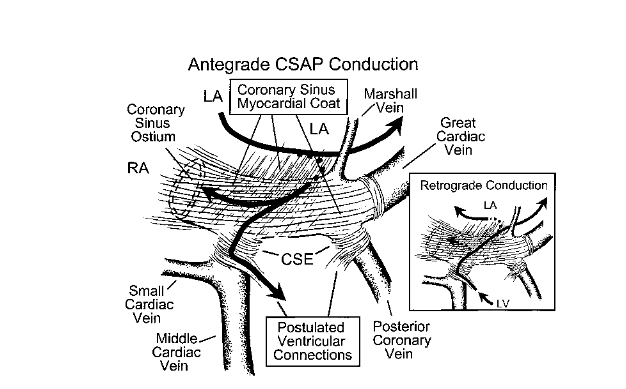 Antegrade CSAP Conduction
LA
Coronary Sinus
Myocardial Coat
Marshall
Vein
Coronary
Sinus
Ostium
LA
Great
Cardiac
Vein
RA
Retrograde Conduction
LA
LV
CSE
Small
Cardiac
Vein
Middle
Cardiac
Vein
Postulated
Ventricular
Connections
Posterior
Coronary
Vein